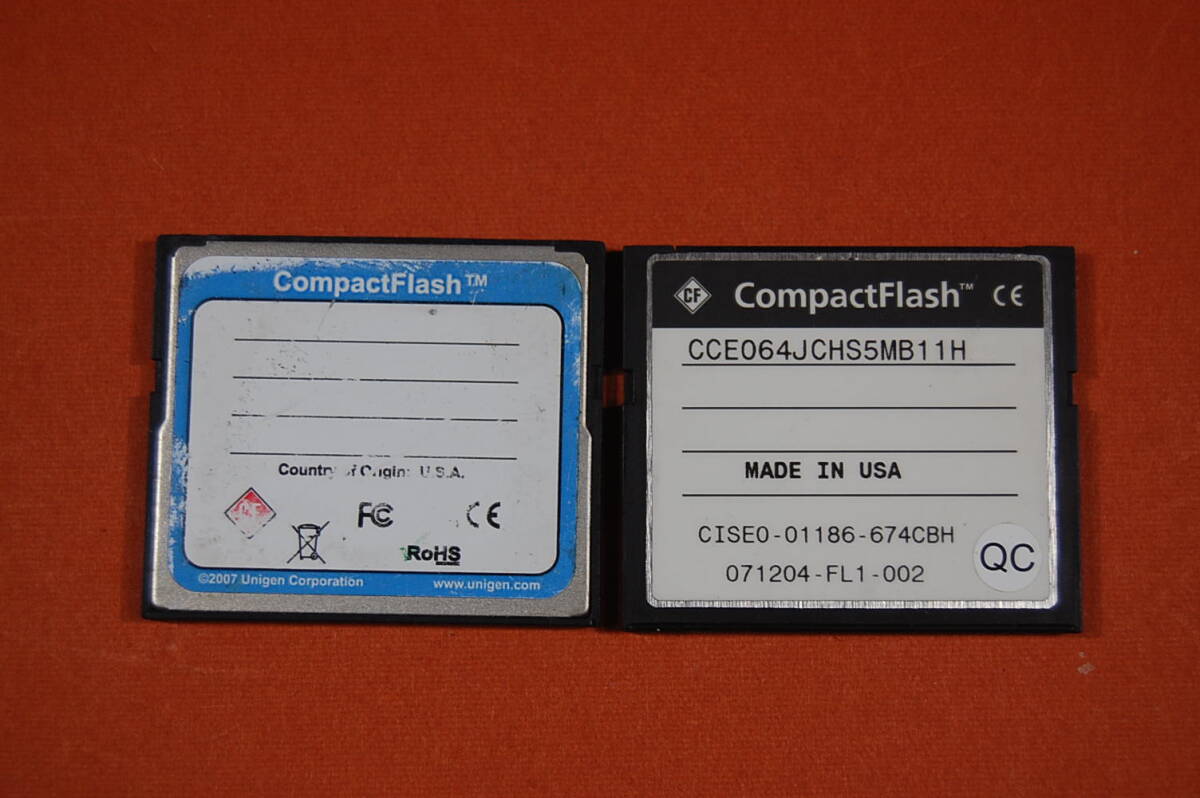 CompactFlash™
Country of Origin: U.S.A.
FC
CE
RoHS
©2007 Unigen Corporation
www.unigen.com
CF
CompactFlash™
CE
CCE064JCHS5MB11H
MADE IN USA
CISE0-01186-674CBH
071204-FL1-002
QC